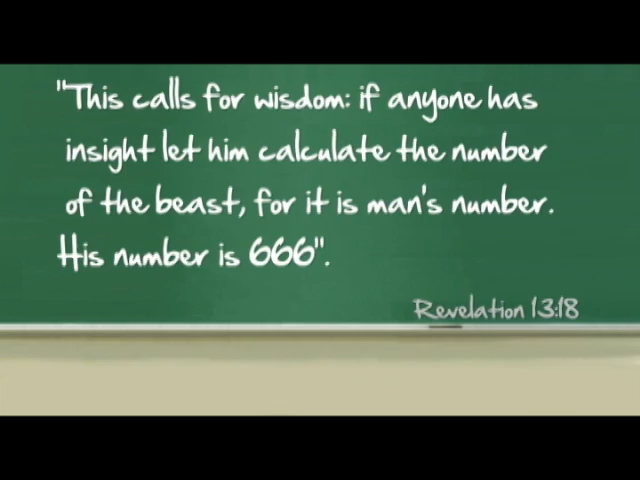 "This calls for wisdom: if anyone has
insight let him calculate the number
of the beast, for it is man's number.
His number is 666".
Revelation 13:18